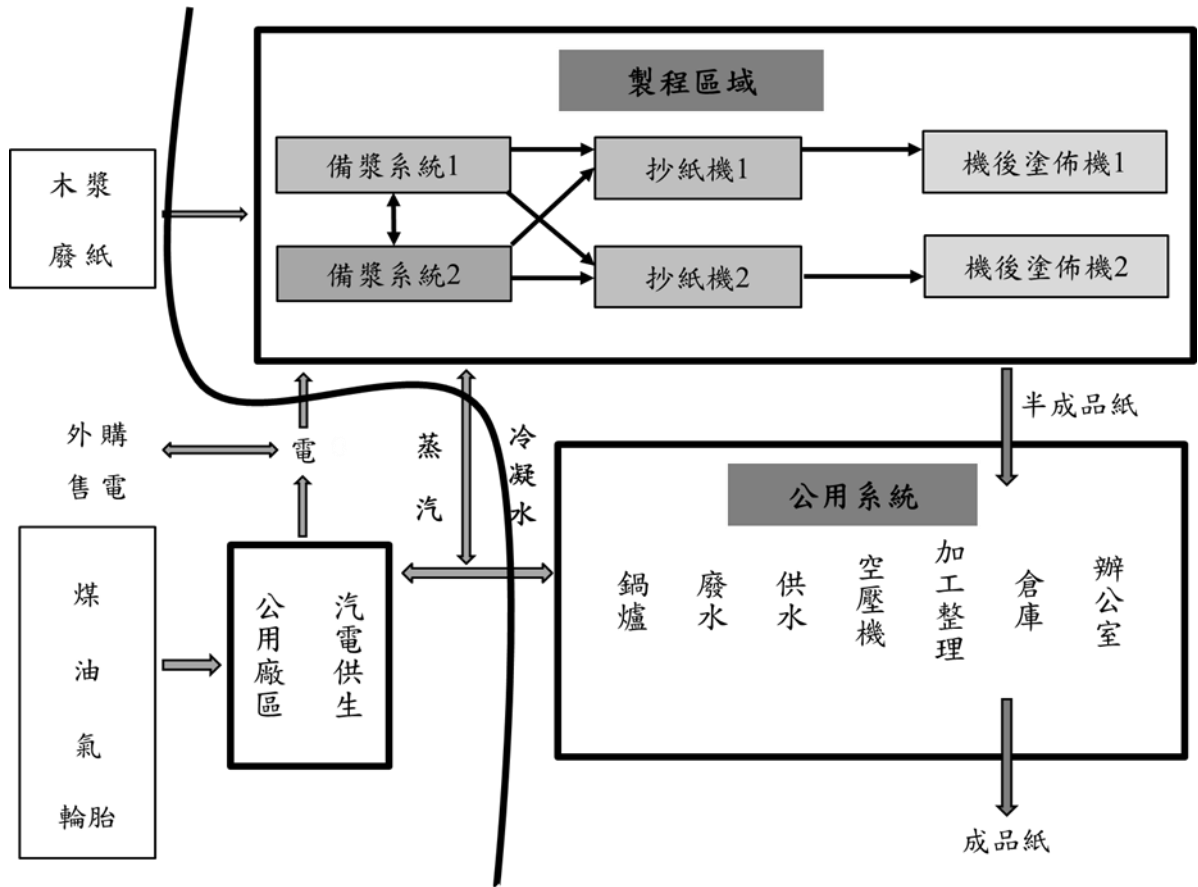 製程區域
木漿
廢紙
備漿系統1
抄紙機1
機後塗佈機1
備漿系統2
抄紙機2
機後塗佈機2
外購
售電
電
蒸汽
冷凝水
半成品紙
公用系統
煤
油
氣
輪胎
公用廠區
汽電供生
鍋爐
廢水
供水
空壓機
加工整理
倉庫
辦公室
成品紙